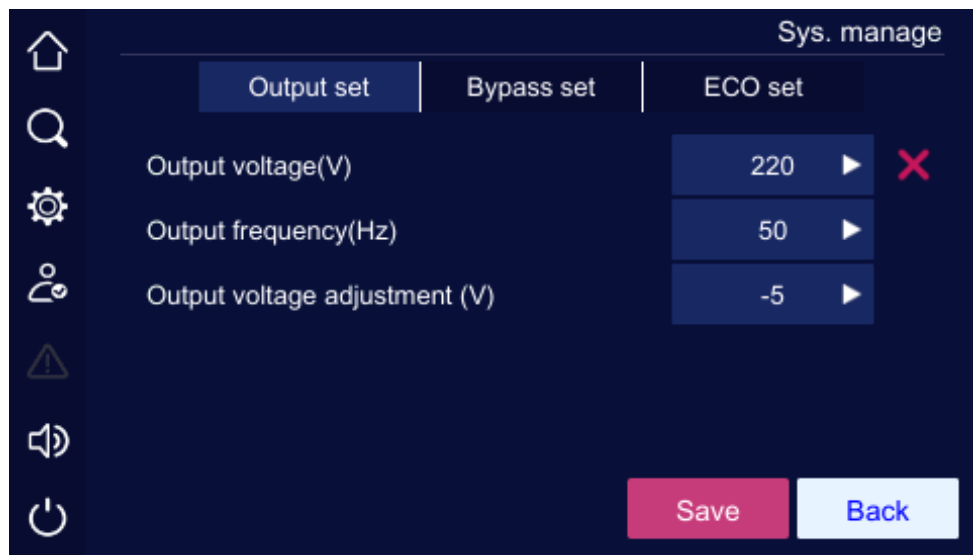 Sys. manage
Output set Bypass set ECO set
Output voltage(V) 220
Output frequency(Hz) 50
Output voltage adjustment (V) -5
Save Back